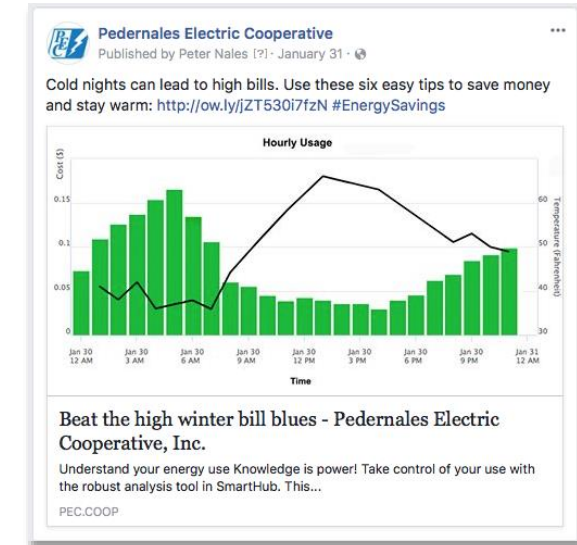 PEC
Pedernales Electric Cooperative
Published by Peter Nales [?] · January 31 ·
Cold nights can lead to high bills. Use these six easy tips to save money
and stay warm: http://ow.ly/jZT530i7fzN #EnergySavings
Hourly Usage
Cost ($)
0.15
0.1
0.05
0
60
50
40
30
Temperature (Fahrenheit)
Jan 30 Jan 30 Jan 30 Jan 30 Jan 30 Jan 30 Jan 30 Jan 30 Jan 31
12 AM 3 AM 6 AM 9 AM 12 PM 3 PM 6 PM 9 PM 12 AM
Time
Beat the high winter bill blues - Pedernales Electric
Cooperative, Inc.
Understand your energy use Knowledge is power! Take control of your use with
the robust analysis tool in SmartHub. This...
PEC.COOP